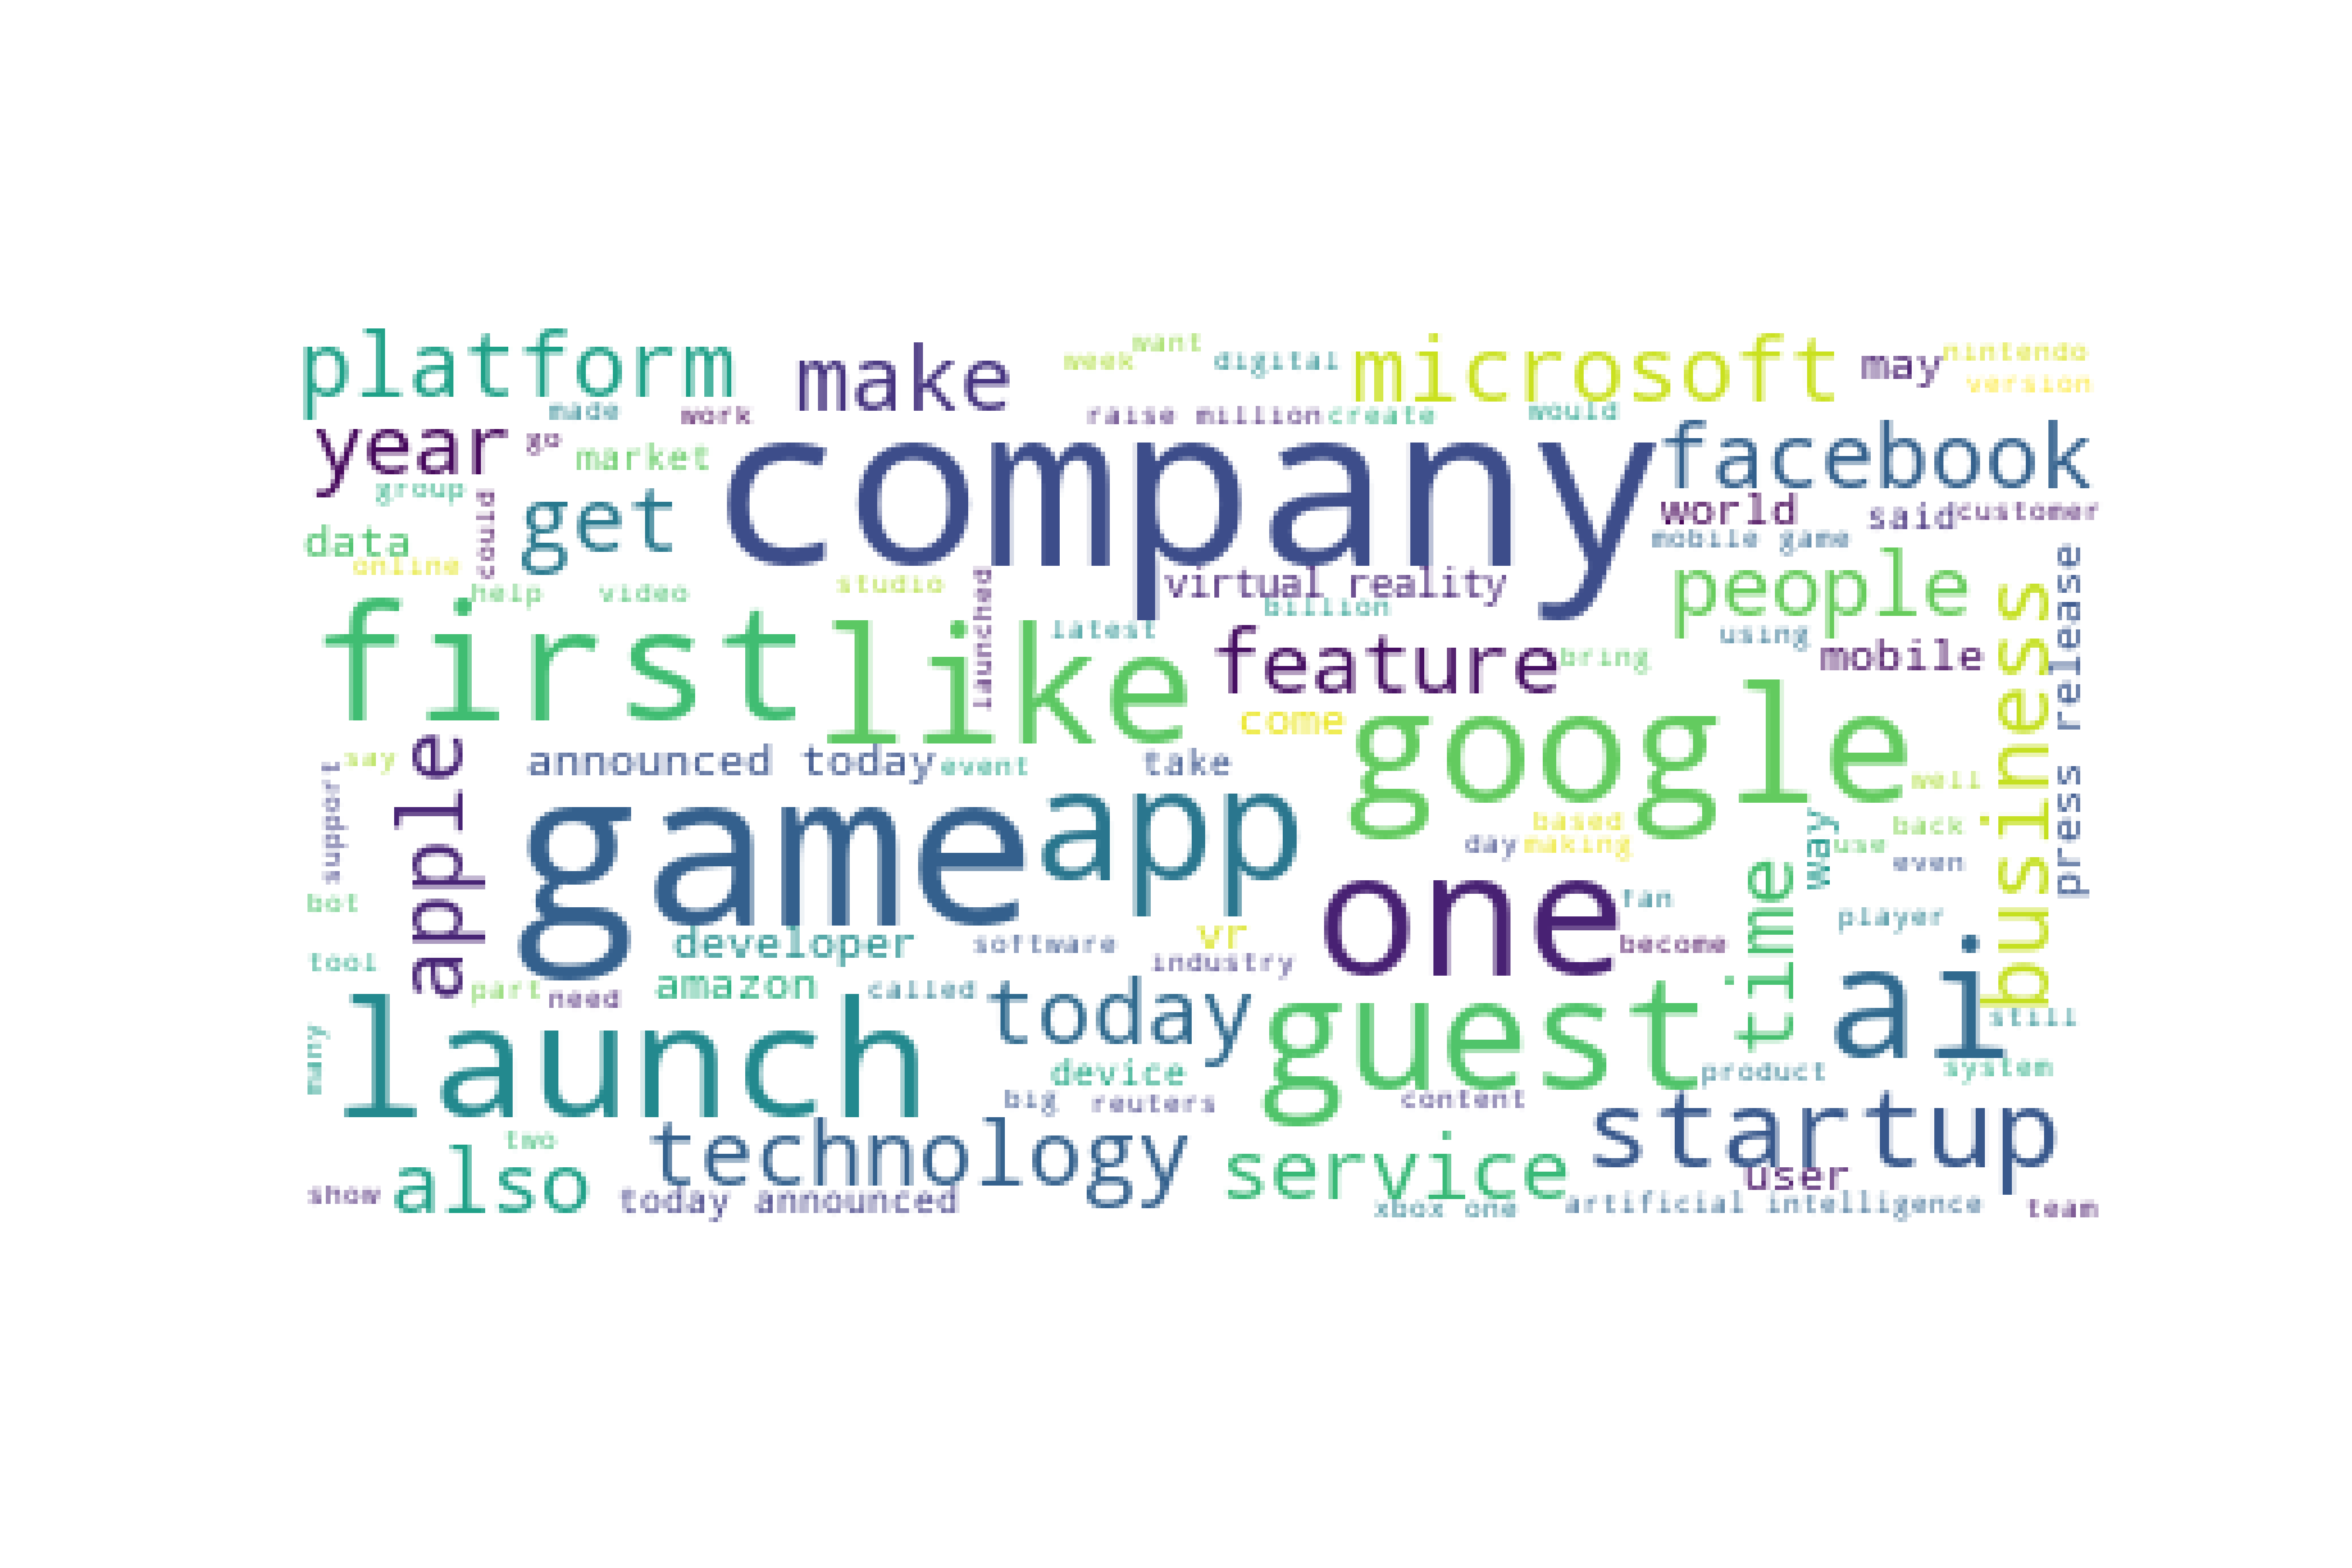 platform make week want digital microsoft may nintendo
version
made work raise million create would
year go market company facebook
group could get world said customer
data online mobile game
help video studio launched virtual reality people press release
billion business
first like latest feature using
bring mobile
come google
say apple announced today event take well
support game app based way back
day making use even
bot one fan time player
developer software vr become ai
tool industry
part need amazon called today guest still
many launch device product system
big reuters content startup
two technology
also service user
show today announced xbox one artificial intelligence team